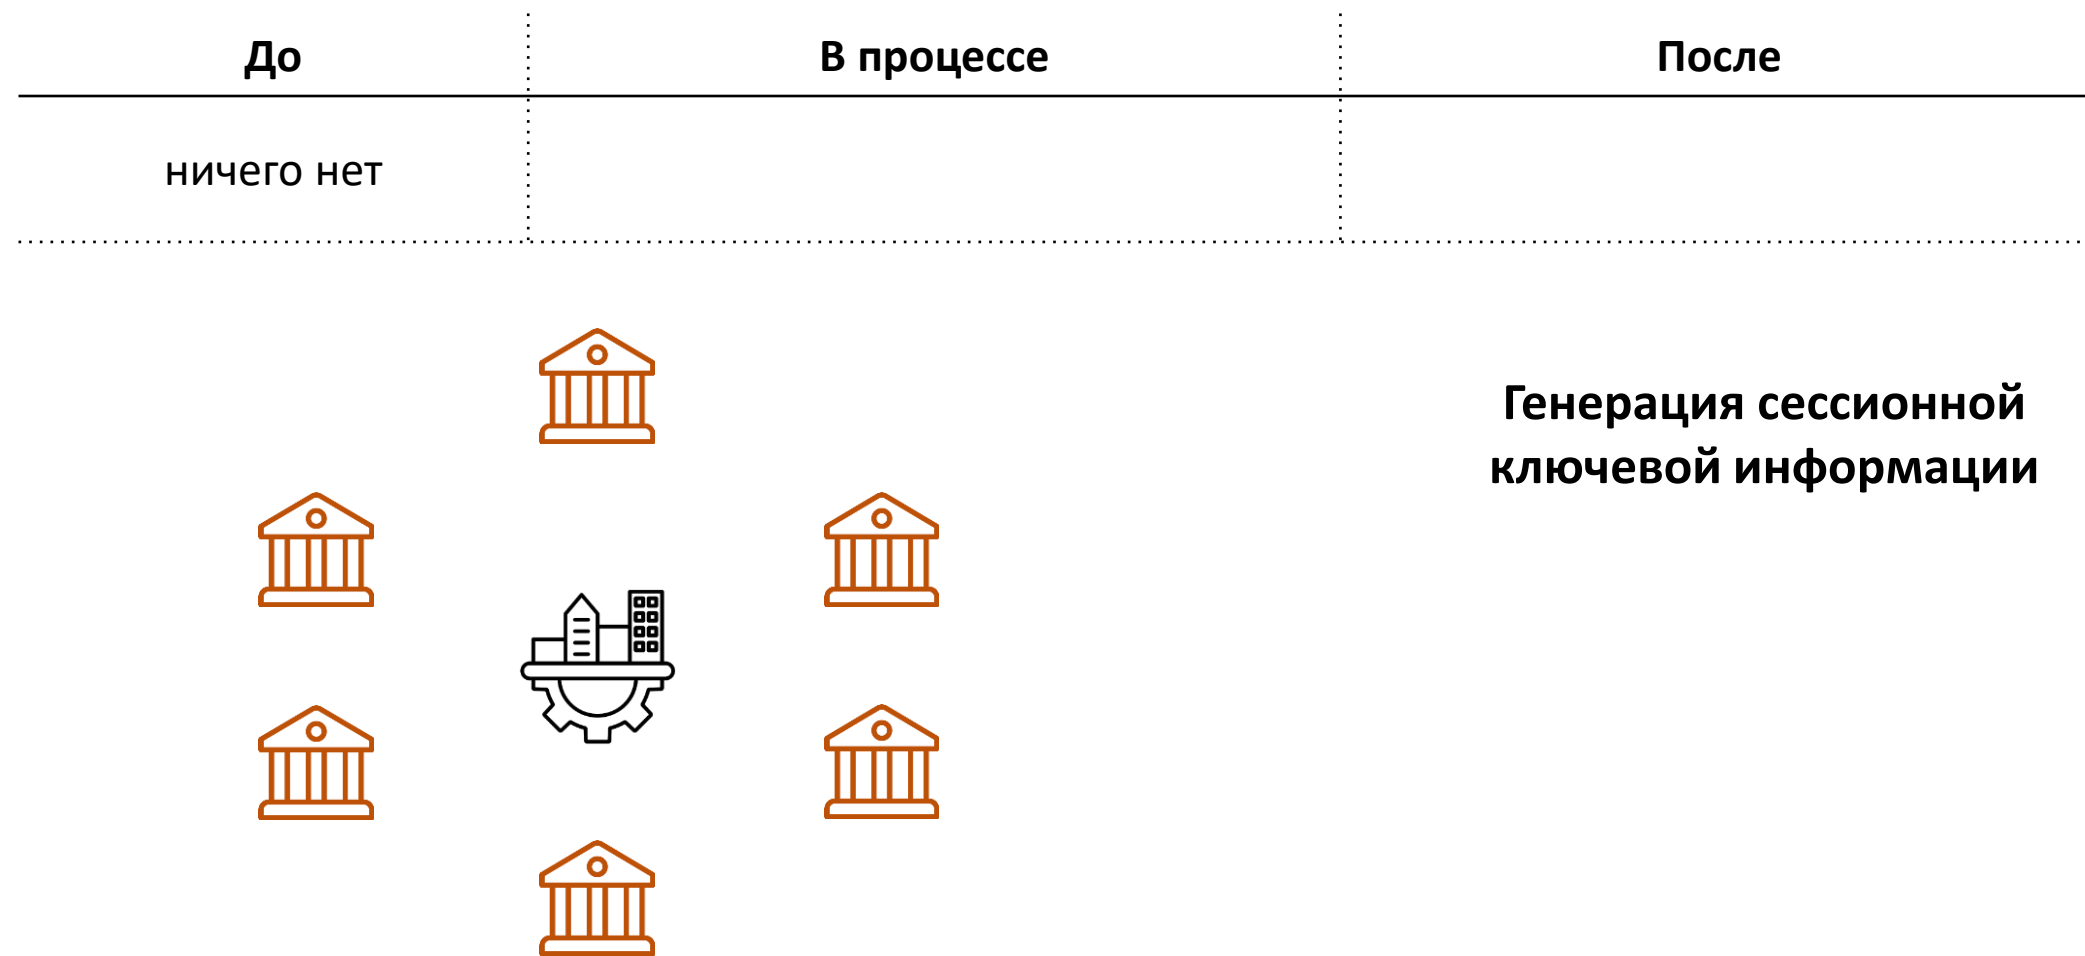 До
В процессе
После
ничего нет
Генерация сессионной
ключевой информации